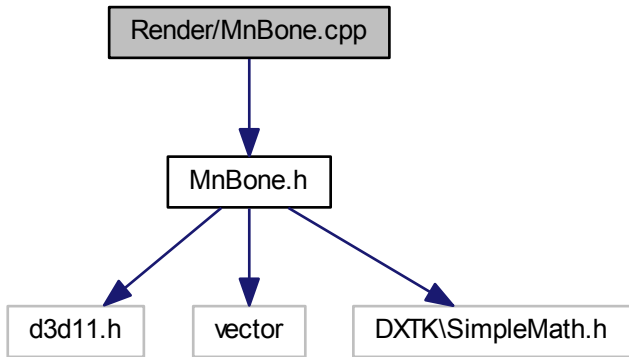 Render/MnBone.cpp
MnBone.h
d3d11.h
vector
DXTK\SimpleMath.h